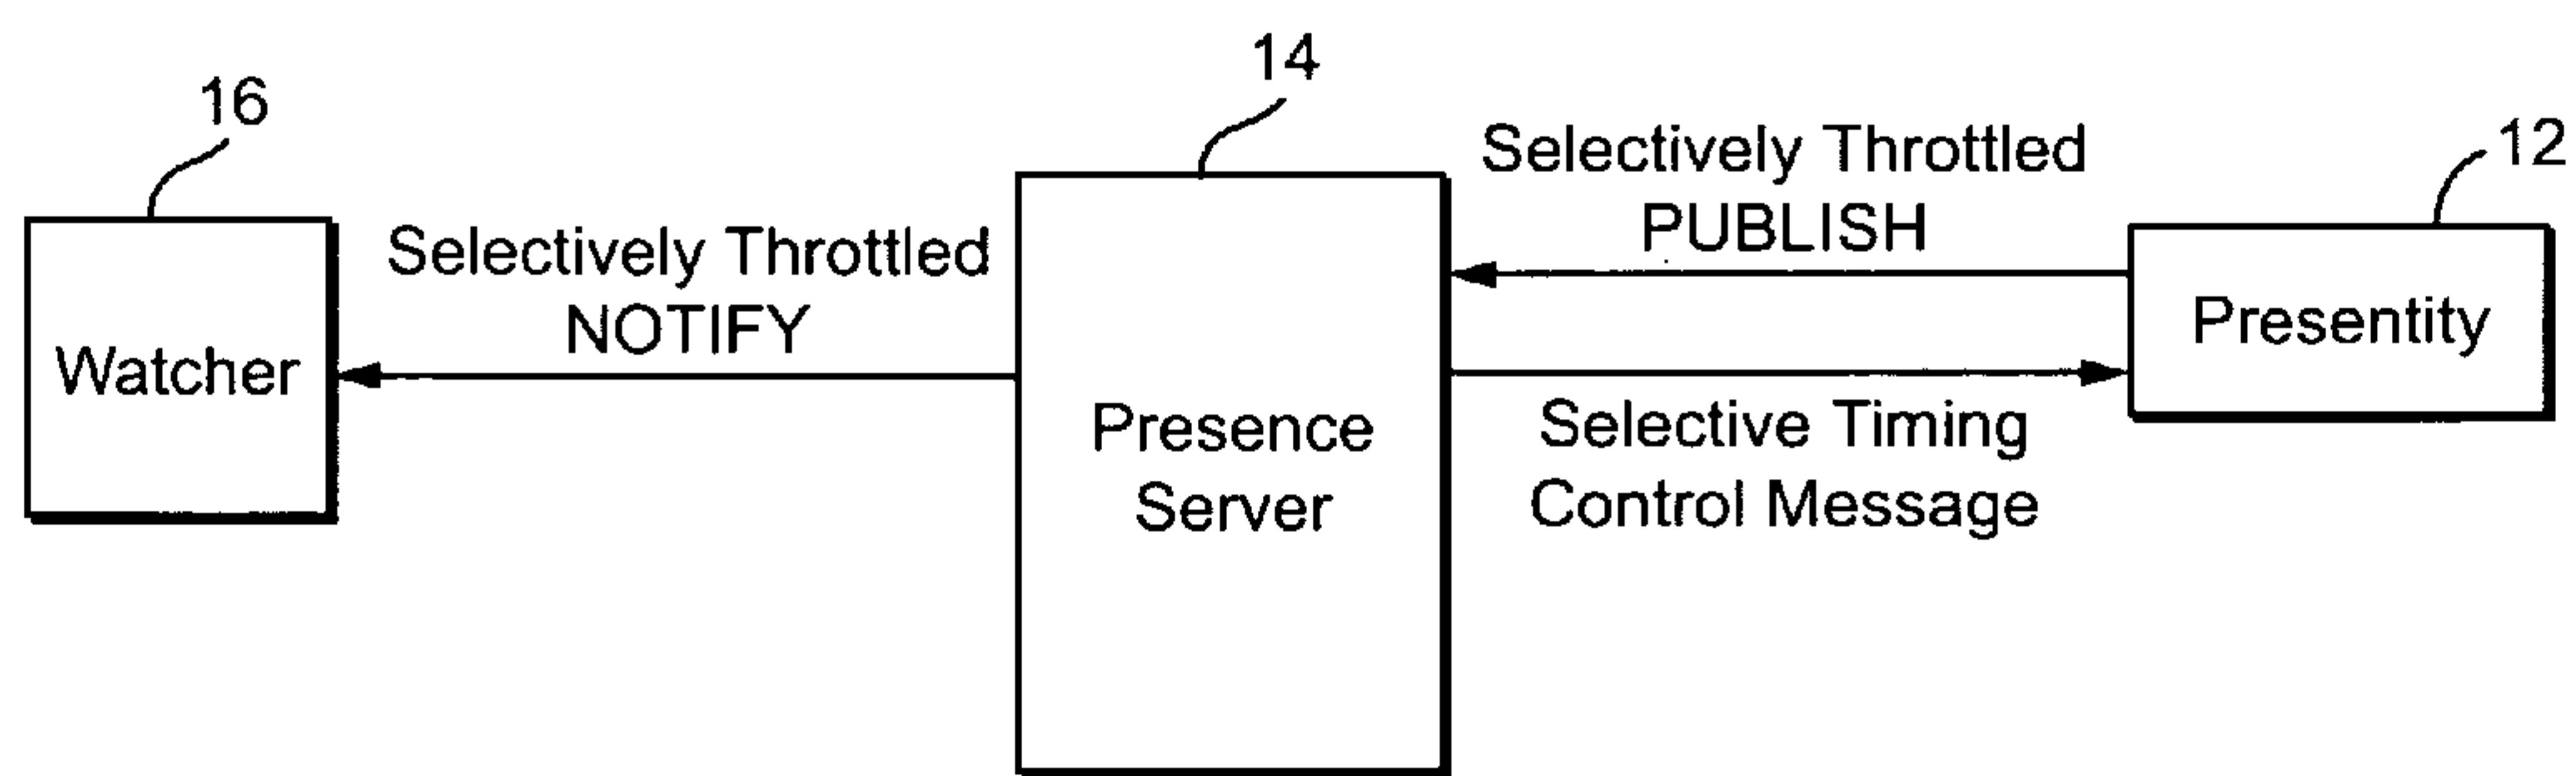 16
14
12
Selectively Throttled
NOTIFY
Selectively Throttled
PUBLISH
Watcher
Presence
Server
Presentity
Selective Timing
Control Message